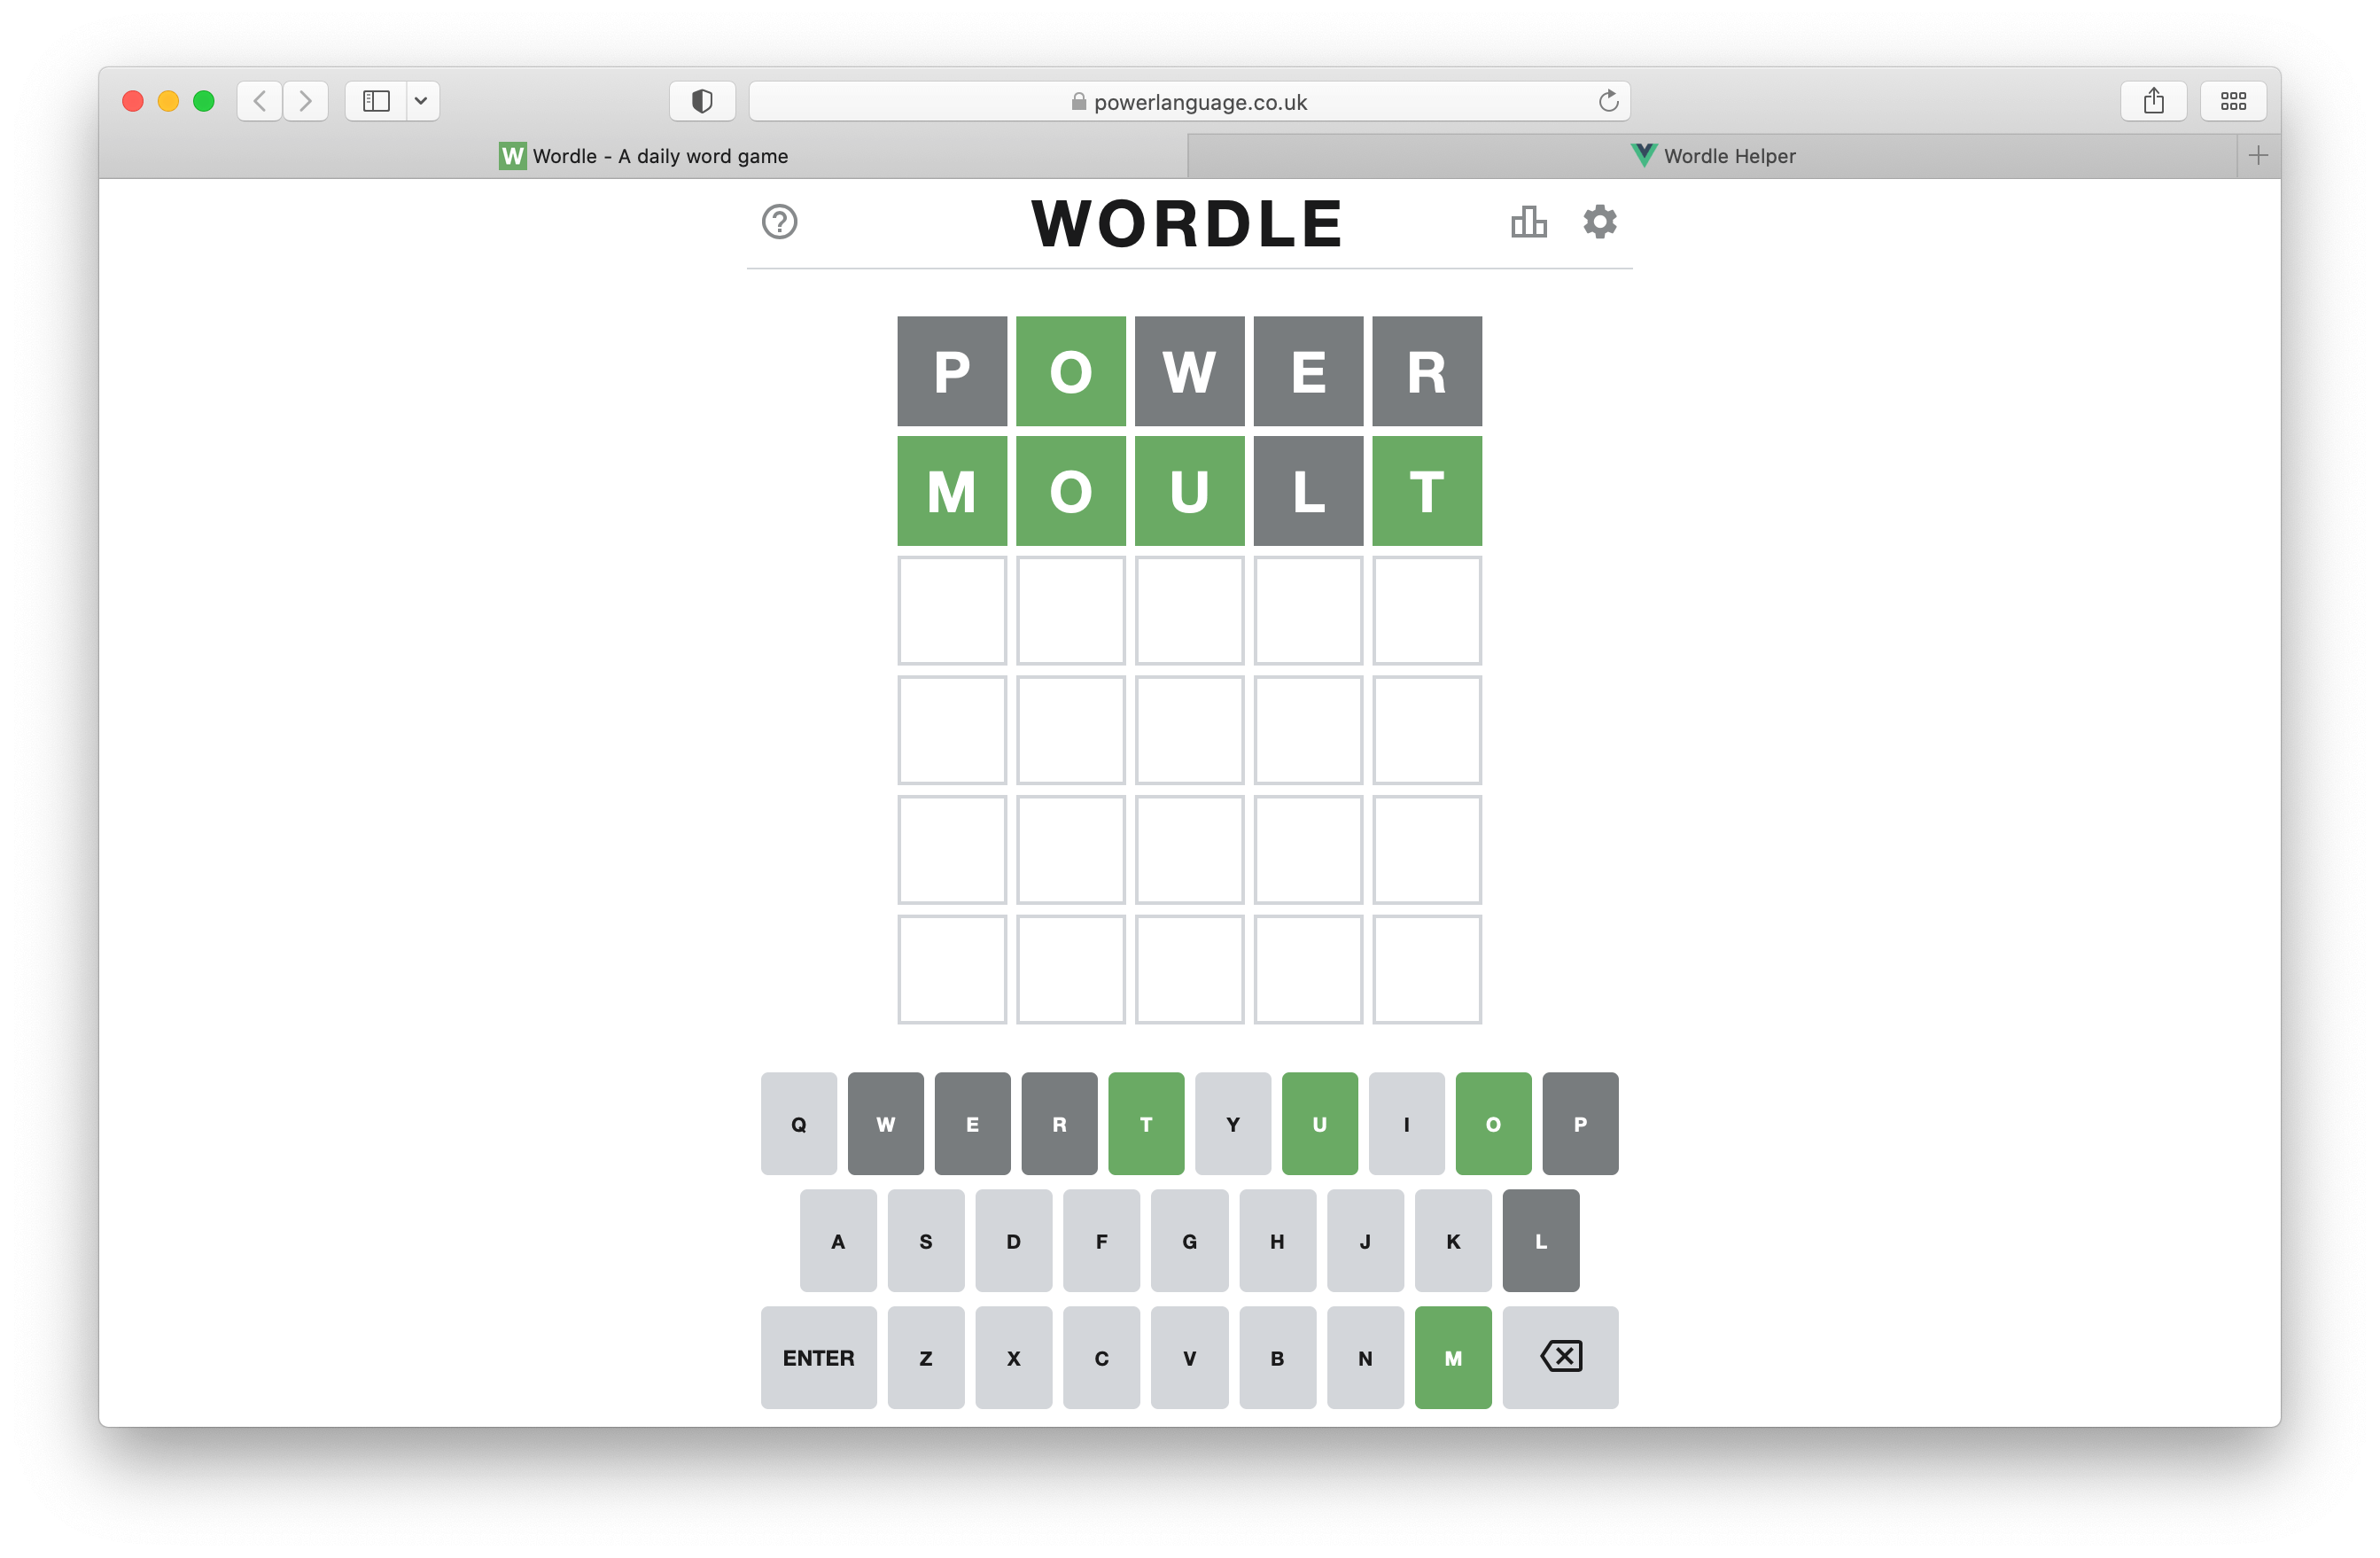 powerlanguage.co.uk
W Wordle - A daily word game
Wordle Helper
?
WORDLE
P O W E R
M O U L T
Q W E R T Y U I O P
A S D F G H J K L
ENTER Z X C V B N M